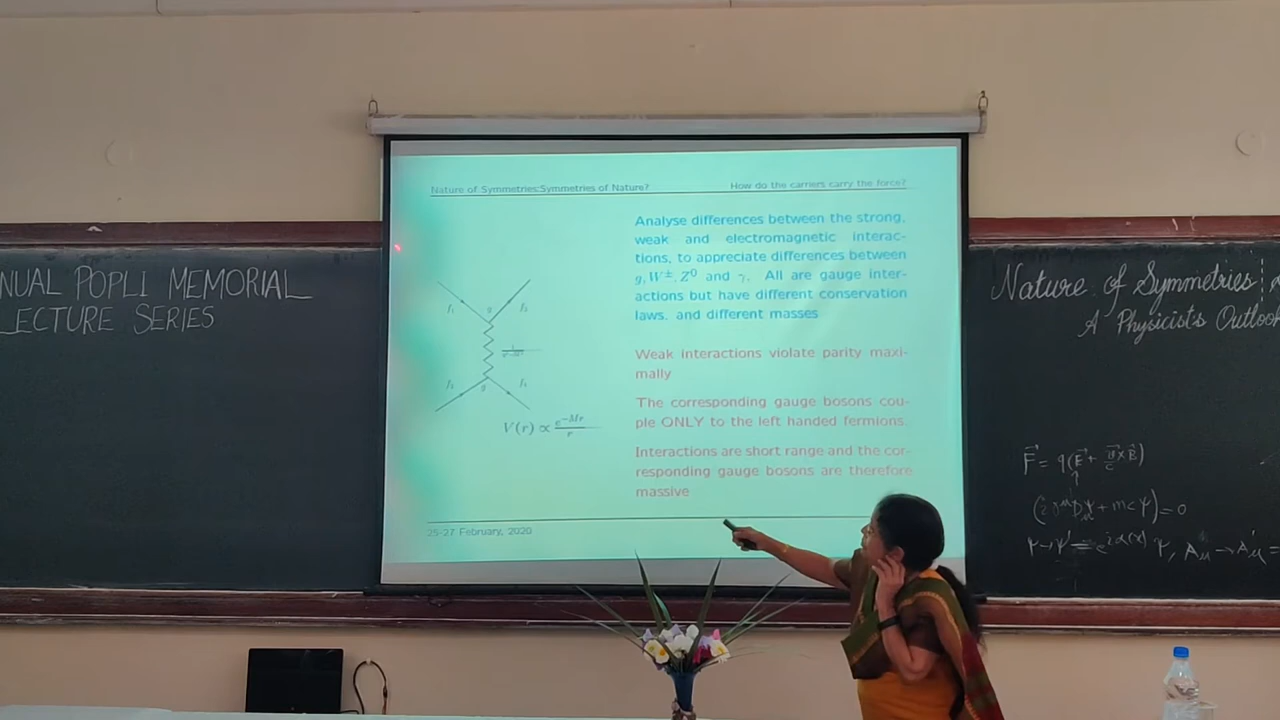 NUAL POPLI MEMORIAL
LECTURE SERIES
Nature of Symmetries:Symmetries of Nature?
How do the carriers carry the force?
Analyse differences between the strong,
weak and electromagnetic interac-
tions, to appreciate differences between
g, W±, Z⁰ and γ. All are gauge inter-
actions but have different conservation
laws, and different masses
Weak interactions violate parity maxi-
mally
The corresponding gauge bosons cou-
ple ONLY to the left handed fermions.
Interactions are short range and the cor-
responding gauge bosons are therefore
massive
f₁
g
g
V(r) ∝ e^{-Mr}/r
25-27 February, 2020
Nature of Symmetries
A Physicist's Outlook